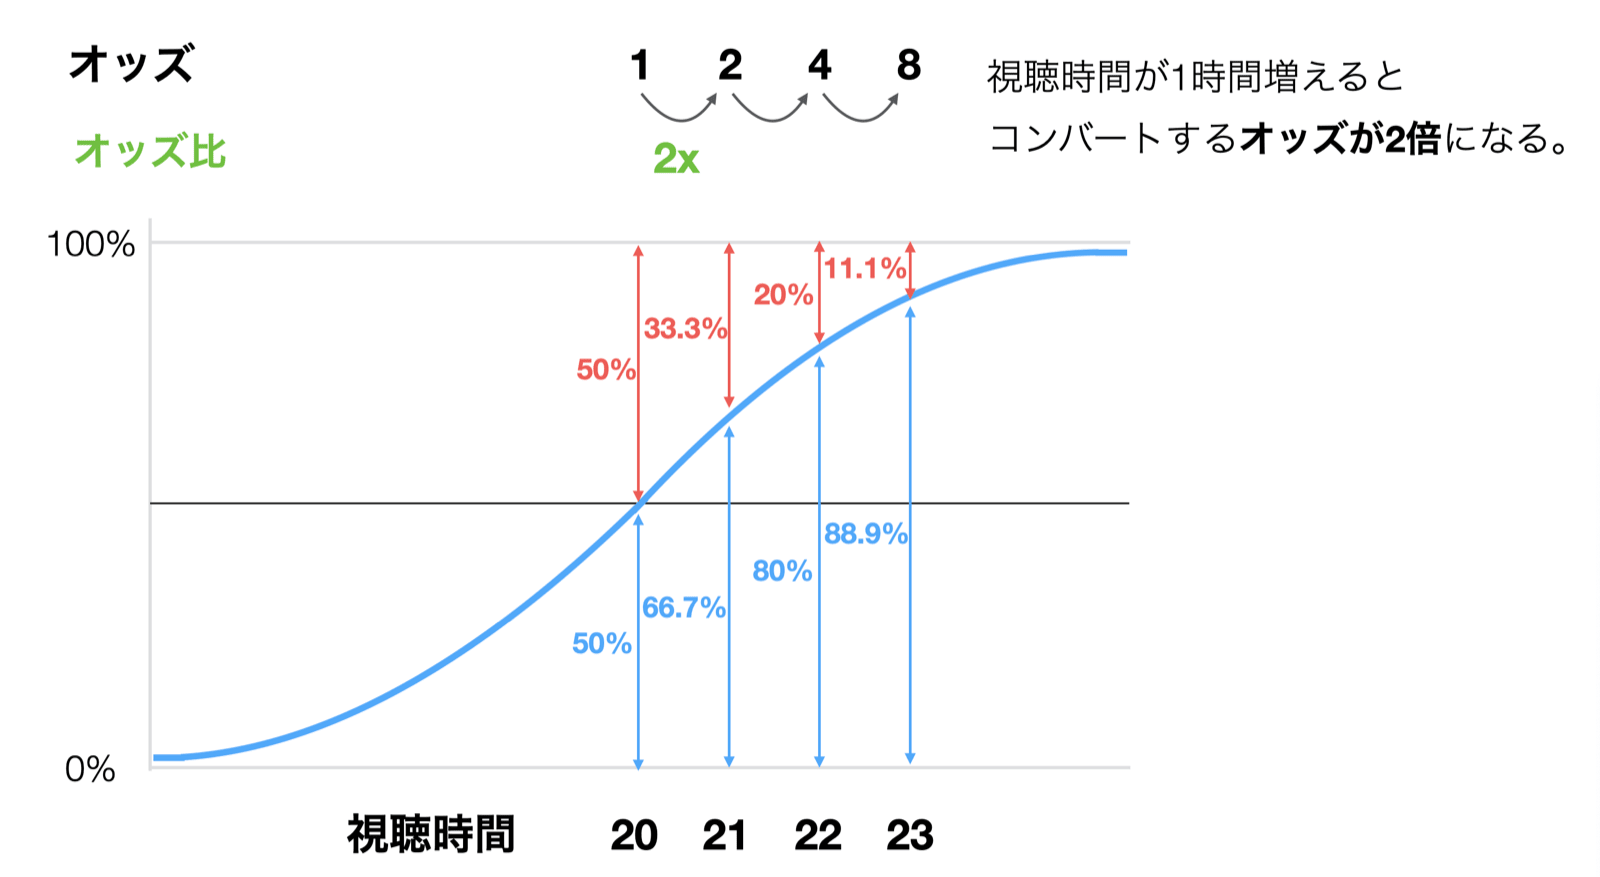 オッズ 1 2 4 8
視聴時間が1時間増えると
コンバートするオッズが2倍になる。
オッズ比 2x
100%
11.1%
20%
33.3%
50%
88.9%
80%
66.7%
50%
0%
視聴時間 20 21 22 23